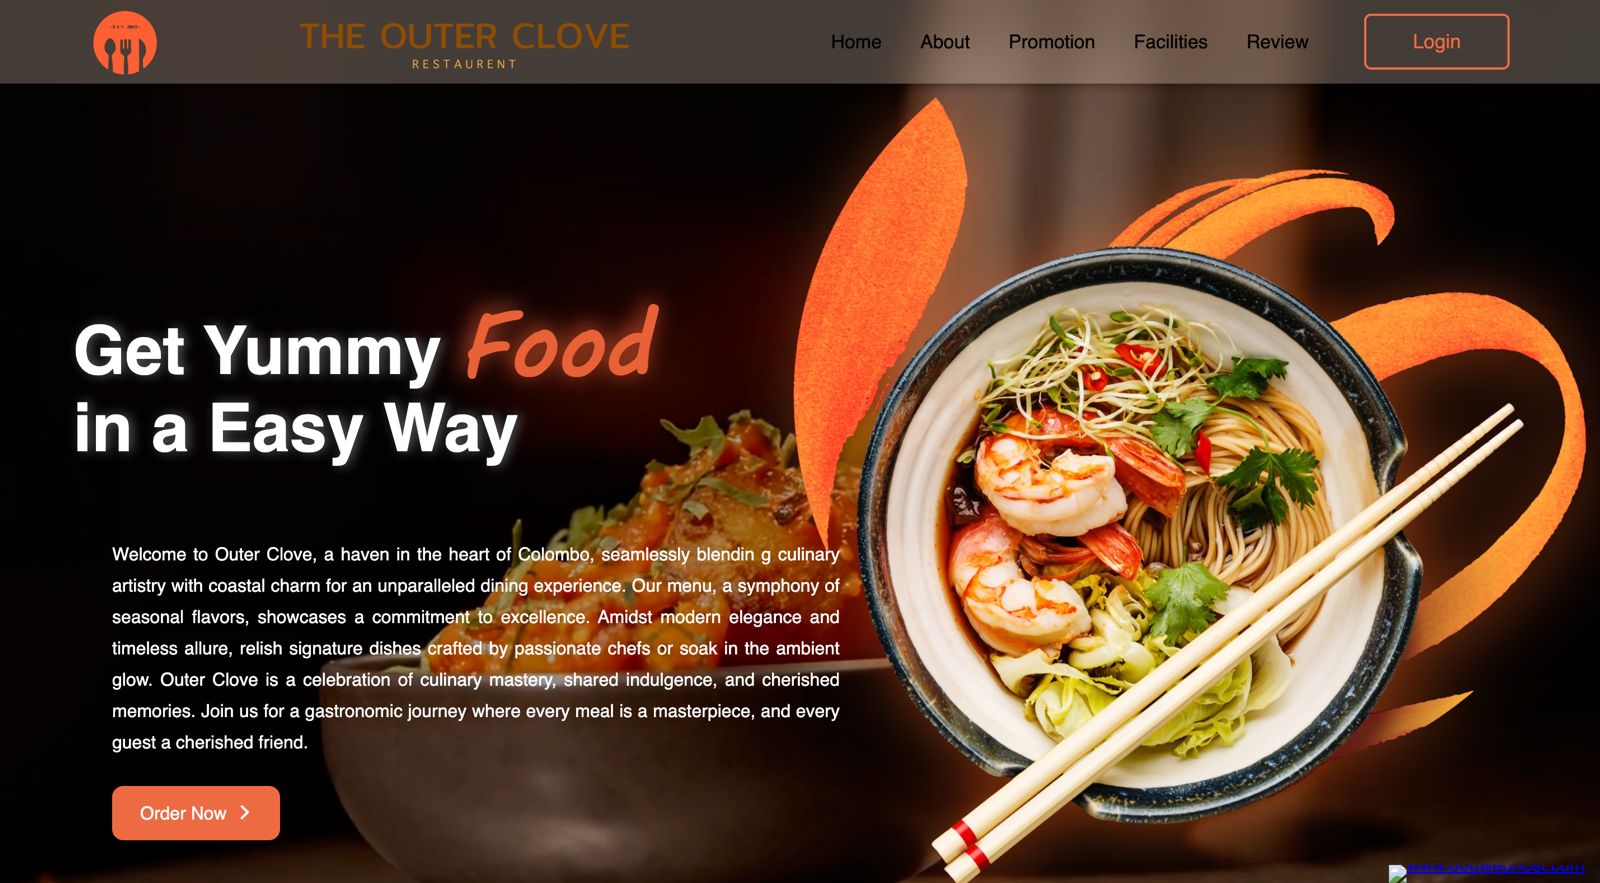 THE OUTER CLOVE
RESTAURENT
Home
About
Promotion
Facilities
Review
Login
Get Yummy Food
in a Easy Way
Welcome to Outer Clove, a haven in the heart of Colombo, seamlessly blendin g culinary
artistry with coastal charm for an unparalleled dining experience. Our menu, a symphony of
seasonal flavors, showcases a commitment to excellence. Amidst modern elegance and
timeless allure, relish signature dishes crafted by passionate chefs or soak in the ambient
glow. Outer Clove is a celebration of culinary mastery, shared indulgence, and cherished
memories. Join us for a gastronomic journey where every meal is a masterpiece, and every
guest a cherished friend.
Order Now